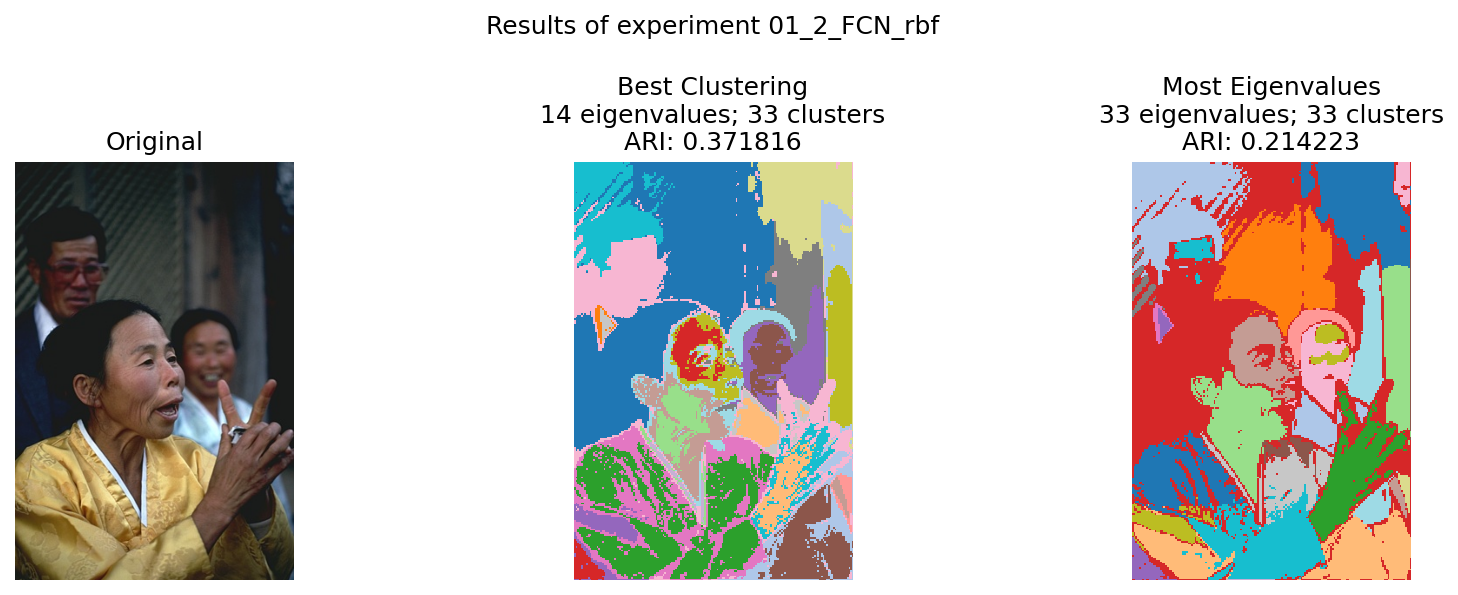 Results of experiment 01_2_FCN_rbf
Original
Best Clustering
14 eigenvalues; 33 clusters
ARI: 0.371816
Most Eigenvalues
33 eigenvalues; 33 clusters
ARI: 0.214223